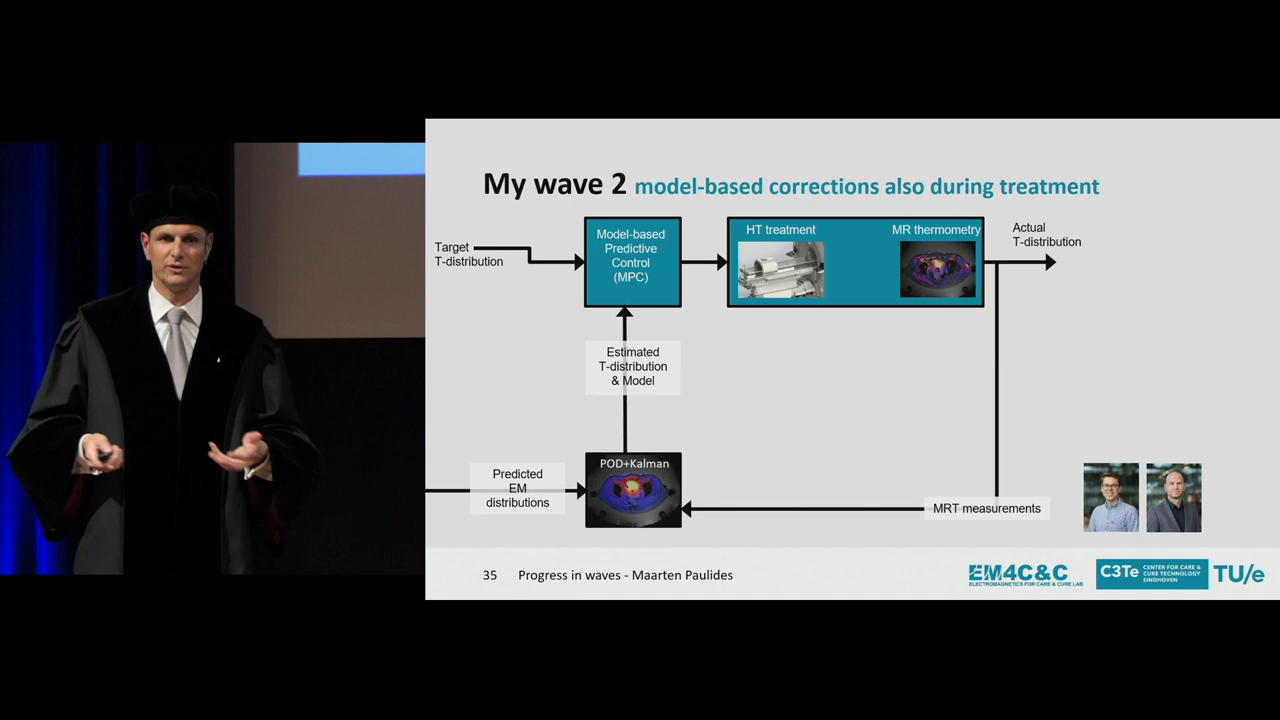 My wave 2 model-based corrections also during treatment
Target
T-distribution
Model-based
Predictive
Control
(MPC)
HT treatment
MR thermometry
Actual
T-distribution
Estimated
T-distribution
& Model
Predicted
EM
distributions
POD+Kalman
MRT measurements
35 Progress in waves - Maarten Paulides
EM4C&C
ELECTROMAGNETICS FOR CARE & CURE LAB
C3Te
CENTER FOR CARE &
CURE TECHNOLOGY
EINDHOVEN
TU/e